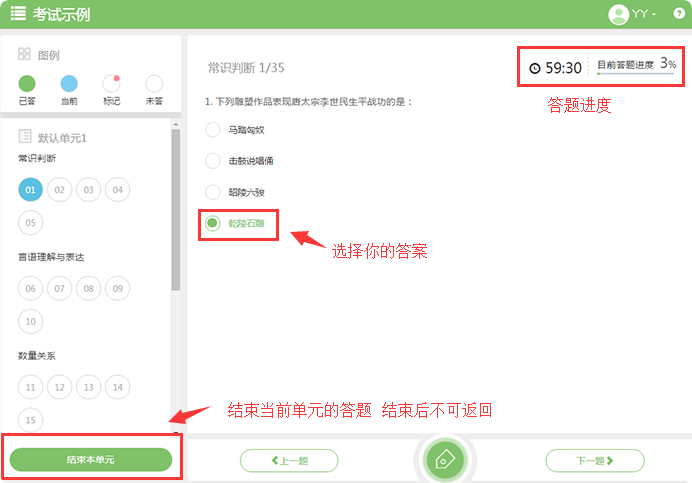 考试示例
YY
?
图例
已答
当前
标记
未答
默认单元1
常识判断
01 02 03 04
05
言语理解与表达
06 07 08 09
10
数量关系
11 12 13 14
15
结束本单元
常识判断 1/35
59:30
目前答题进度 3%
答题进度
1. 下列雕塑作品表现唐太宗李世民生平战功的是：
马踏匈奴
击鼓说唱俑
昭陵六骏
乾陵石雕
选择你的答案
结束当前单元的答题 结束后不可返回
上一题
下一题